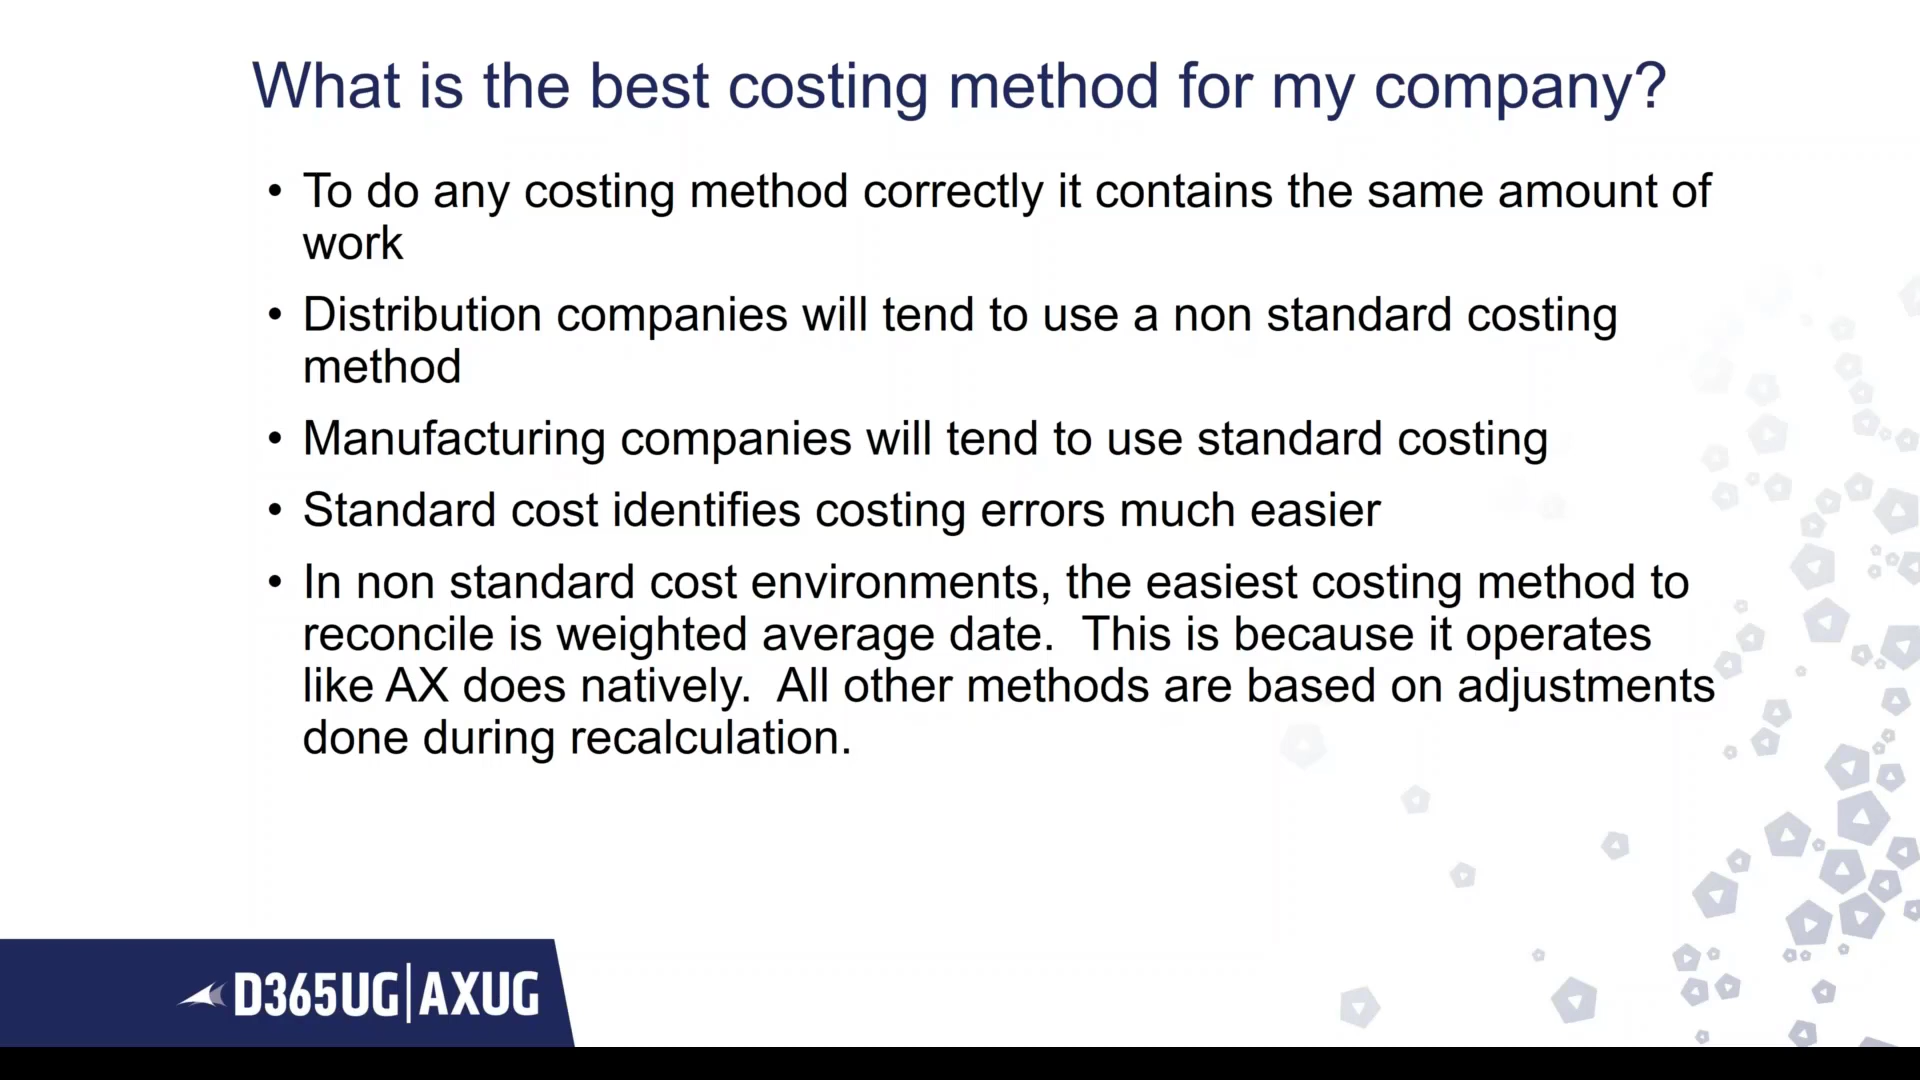 What is the best costing method for my company?
• To do any costing method correctly it contains the same amount of
work
• Distribution companies will tend to use a non standard costing
method
• Manufacturing companies will tend to use standard costing
• Standard cost identifies costing errors much easier
• In non standard cost environments, the easiest costing method to
reconcile is weighted average date.  This is because it operates
like AX does natively.  All other methods are based on adjustments
done during recalculation.
D365UG|AXUG